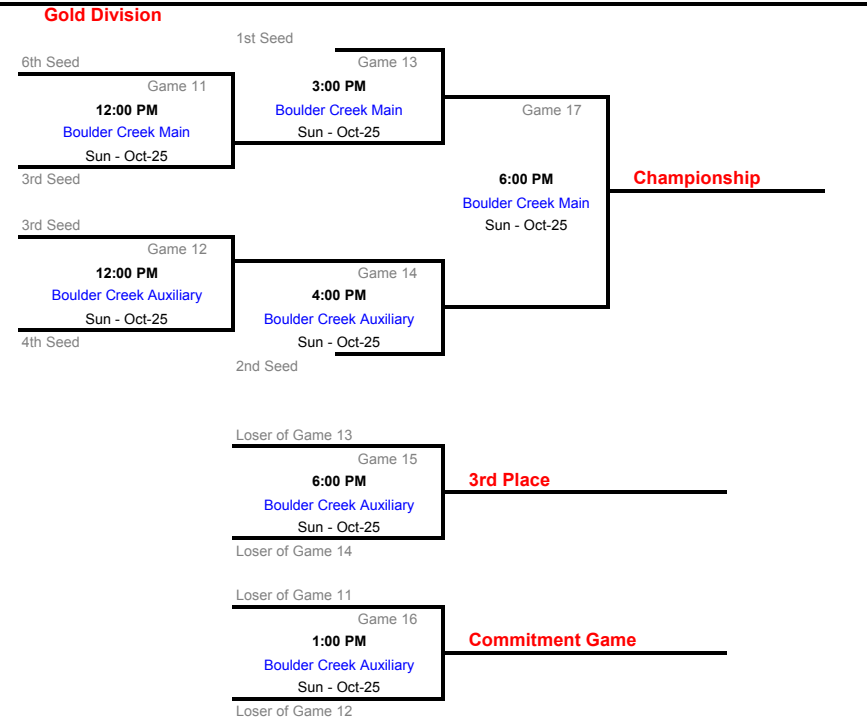 Gold Division
1st Seed
6th Seed
Game 13
Game 11
3:00 PM
12:00 PM
Boulder Creek Main
Game 17
Boulder Creek Main
Sun - Oct-25
Sun - Oct-25
3rd Seed
6:00 PM
Championship
Boulder Creek Main
3rd Seed
Sun - Oct-25
Game 12
12:00 PM
Game 14
Boulder Creek Auxiliary
4:00 PM
Sun - Oct-25
Boulder Creek Auxiliary
4th Seed
Sun - Oct-25
2nd Seed
Loser of Game 13
Game 15
6:00 PM
3rd Place
Boulder Creek Auxiliary
Sun - Oct-25
Loser of Game 14
Loser of Game 11
Game 16
1:00 PM
Commitment Game
Boulder Creek Auxiliary
Sun - Oct-25
Loser of Game 12